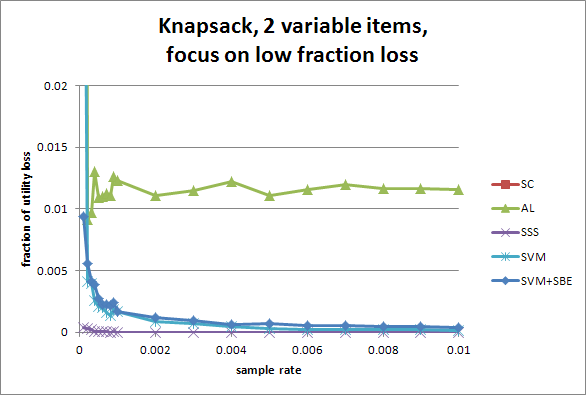 Knapsack, 2 variable items,
focus on low fraction loss
0.02
0.015
0.01
0.005
0
fraction of utility loss
0
0.002
0.004
0.006
0.008
0.01
sample rate
SC
AL
SSS
SVM
SVM+SBE